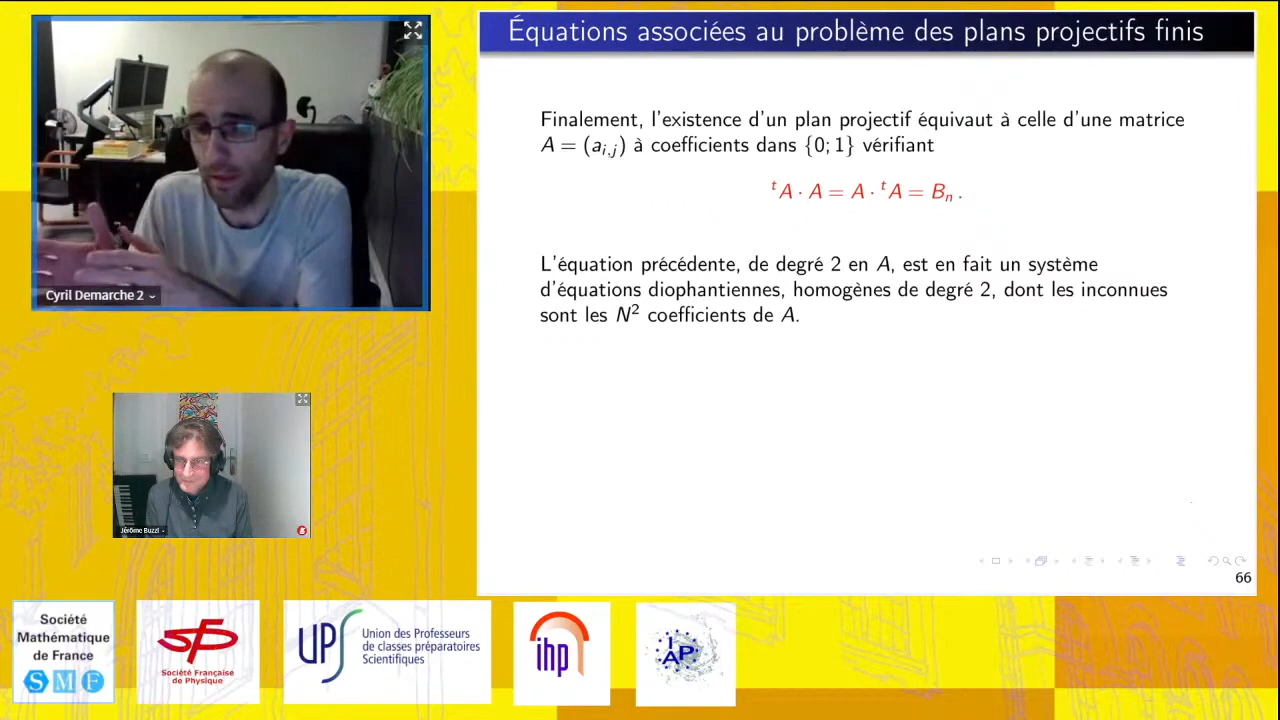 Cyril Demarche 2
Jérôme Buzzi
Équations associées au problème des plans projectifs finis
Finalement, l'existence d'un plan projectif équivaut à celle d'une matrice
A = (a_{i,j}) à coefficients dans {0; 1} vérifiant
^tA · A = A · ^tA = B_n .
L'équation précédente, de degré 2 en A, est en fait un système
d'équations diophantiennes, homogènes de degré 2, dont les inconnues
sont les N² coefficients de A.
66
Société
Mathématique
de France
S M F
sfp
Société Française
de Physique
UPS
Union des Professeurs
de classes préparatoires
Scientifiques
ihp
IAP